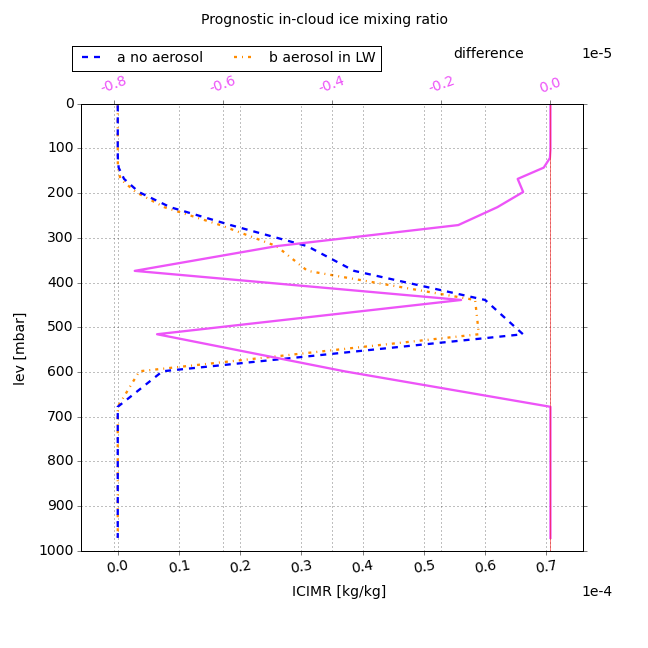 Prognostic in-cloud ice mixing ratio
a no aerosol b aerosol in LW difference 1e-5
-0.8 -0.6 -0.4 -0.2 0.0
0
100
200
300
400
500
600
700
800
900
1000
lev [mbar]
0.0 0.1 0.2 0.3 0.4 0.5 0.6 0.7
ICIMR [kg/kg] 1e-4